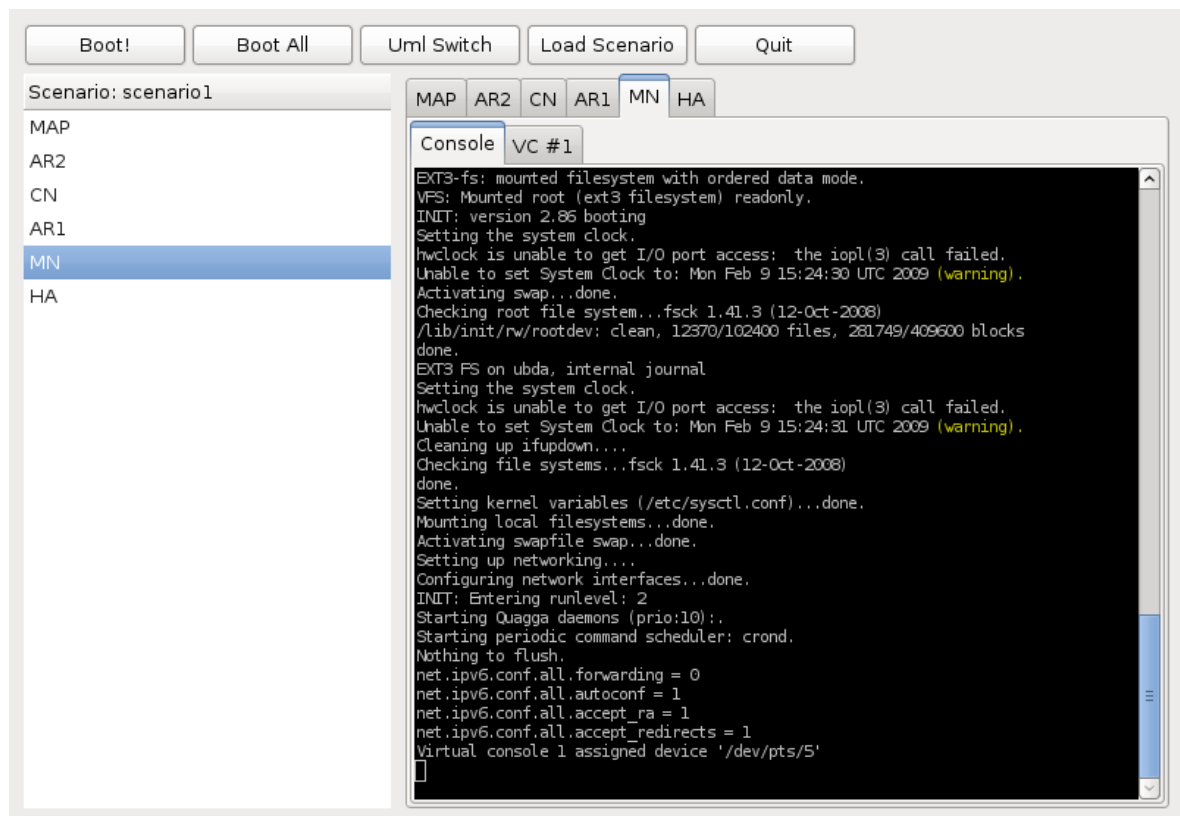 Boot! Boot All Uml Switch Load Scenario Quit
Scenario: scenario1
MAP
AR2
CN
AR1
MN
HA
MAP AR2 CN AR1 MN HA
Console VC #1
EXT3-fs: mounted filesystem with ordered data mode.
VFS: Mounted root (ext3 filesystem) readonly.
INIT: version 2.86 booting
Setting the system clock.
hwclock is unable to get I/O port access:  the iopl(3) call failed.
Unable to set System Clock to: Mon Feb 9 15:24:30 UTC 2009 (warning).
Activating swap...done.
Checking root file system...fsck 1.41.3 (12-Oct-2008)
/lib/init/rw/rootdev: clean, 12370/102400 files, 281749/409600 blocks
done.
EXT3 FS on ubda, internal journal
Setting the system clock.
hwclock is unable to get I/O port access:  the iopl(3) call failed.
Unable to set System Clock to: Mon Feb 9 15:24:31 UTC 2009 (warning).
Cleaning up ifupdown....
Checking file systems...fsck 1.41.3 (12-Oct-2008)
done.
Setting kernel variables (/etc/sysctl.conf)...done.
Mounting local filesystems...done.
Activating swapfile swap...done.
Setting up networking....
Configuring network interfaces...done.
INIT: Entering runlevel: 2
Starting Quagga daemons (prio:10):.
Starting periodic command scheduler: crond.
Nothing to flush.
net.ipv6.conf.all.forwarding = 0
net.ipv6.conf.all.autoconf = 1
net.ipv6.conf.all.accept_ra = 1
net.ipv6.conf.all.accept_redirects = 1
Virtual console 1 assigned device '/dev/pts/5'